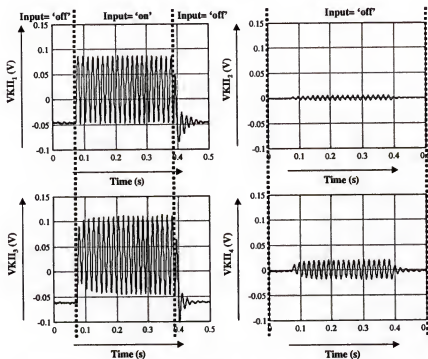 Input= ‘off’ Input= ‘on’ Input= ‘off’ Input= ‘off’
VKII₁ (V)
0.15
0.1
0.05
0
-0.05
-0.1
0 0.1 0.2 0.3 0.4 0.5
Time (s)
VKII₂ (V)
0.15
0.1
0.05
0
-0.05
-0.1
0 0.1 0.2 0.3 0.4 0.
Time (s)
VKII₃ (V)
0.15
0.1
0.05
0
-0.05
-0.1
0 0.1 0.2 0.3 0.4 0.5
Time (s)
VKII₄ (V)
0.15
0.1
0.05
0
-0.05
-0.1
0 0.1 0.2 0.3 0.4 0.5
Time (s)